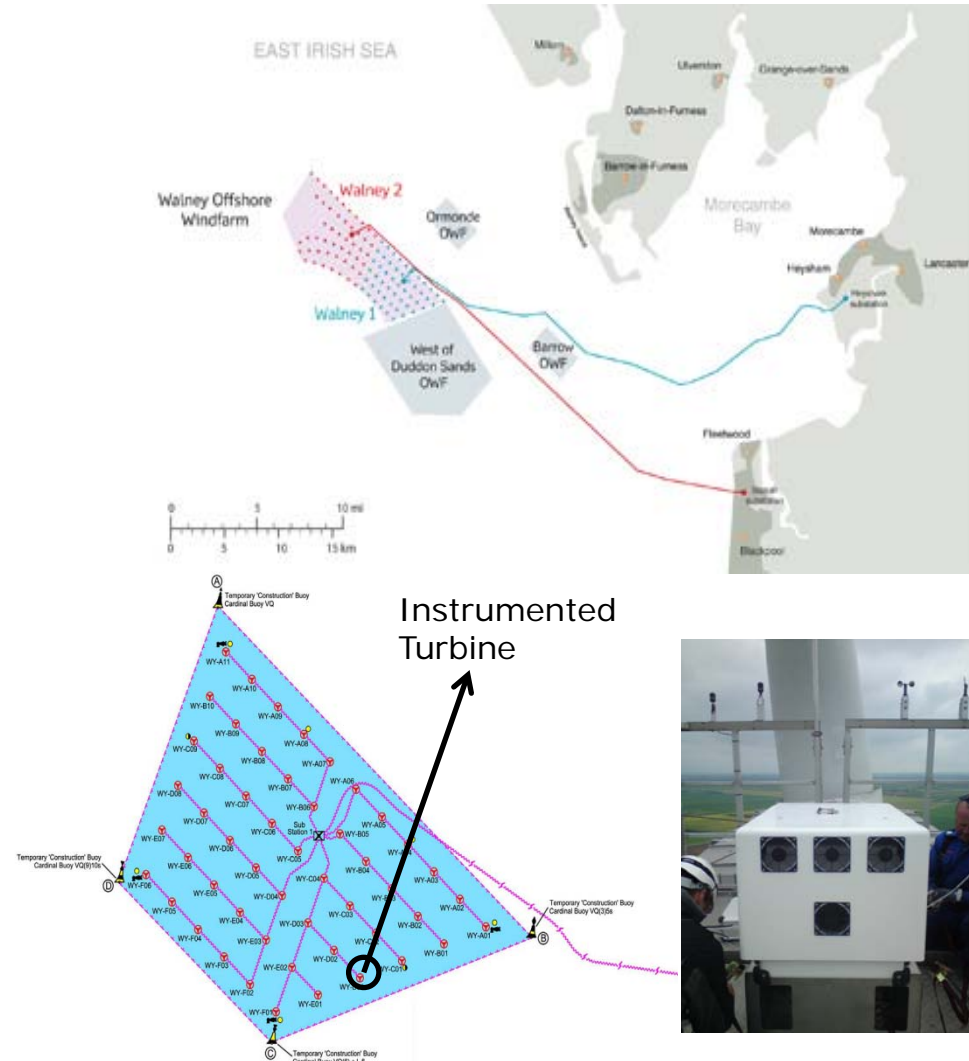 EAST IRISH SEA
Millom
Ulverston
Grange-over-Sands
Dalton-in-Furness
Barrow-in-Furness
Walney 2
Walney Offshore
Windfarm
Ormonde
OWF
Morecambe
Bay
Morecambe
Lancaster
Heysham
Heysham
substation
Walney 1
West of
Duddon Sands
OWF
Barrow
OWF
Fleetwood
substation
Blackpool
0 5 10 mi
0 5 10 15 km
A
Temporary 'Construction' Buoy
Cardinal Buoy VQ
Instrumented
Turbine
WY-A11
WY-A10
WY-B10
WY-A09
WY-B09
WY-A08
WY-C09
WY-B08
WY-A07
WY-C08
WY-B07
WY-A06
WY-D08
WY-C07
WY-B06
WY-A05
WY-D07
WY-C06
Sub
Station 1
WY-B05
WY-E07
WY-D06
WY-C05
WY-B04
WY-A03
Temporary 'Construction' Buoy
Cardinal Buoy VQ(9)10s
D
WY-E06
WY-D05
WY-C04
WY-A02
WY-F06
WY-E05
WY-D04
WY-C03
WY-B02
WY-A01
Temporary 'Construction' Buoy
Cardinal Buoy VQ(3)5s
B
WY-F05
WY-E04
WY-D03
WY-B01
WY-F04
WY-E03
WY-D02
WY-C01
WY-F03
WY-E02
WY-F02
WY-E01
WY-F01
C
Temporary 'Construction' Buoy